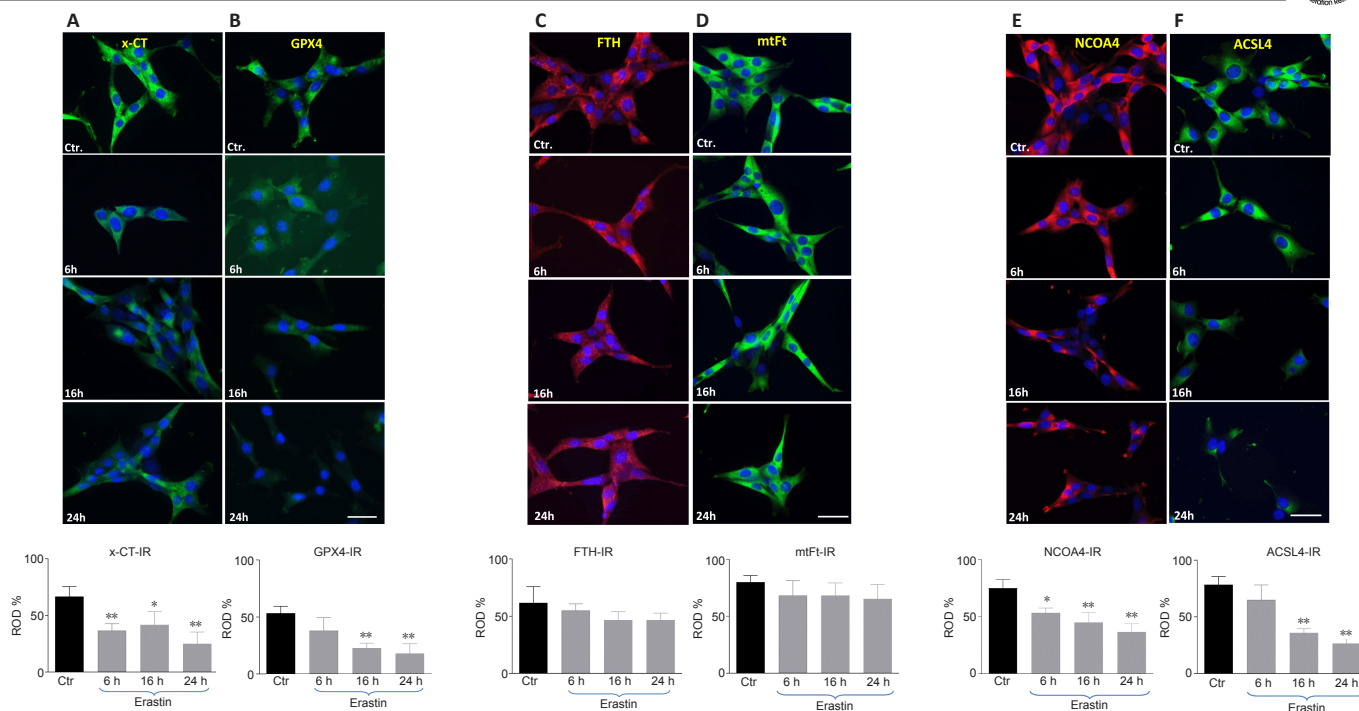 A
B
C
D
E
F
x-CT
GPX4
FTH
mtFt
NCOA4
ACSL4
Ctr.
Ctr.
Ctr.
Ctr.
Ctr.
Ctr.
6h
6h
6h
6h
6h
6h
16h
16h
16h
16h
16h
16h
24h
24h
24h
24h
24h
24h
x-CT-IR
100
50
0
ROD %
**
*
**
Ctr 6 h 16 h 24 h
Erastin
GPX4-IR
100
50
0
ROD %
**
**
Ctr 6 h 16 h 24 h
Erastin
FTH-IR
100
50
0
ROD %
Ctr 6 h 16 h 24 h
Erastin
mtFt-IR
100
50
0
ROD %
Ctr 6 h 16 h 24 h
Erastin
NCOA4-IR
100
50
0
ROD %
*
**
**
Ctr 6 h 16 h 24 h
Erastin
ACSL4-IR
100
50
0
ROD %
**
**
Ctr 6 h 16 h 24 h
Erastin